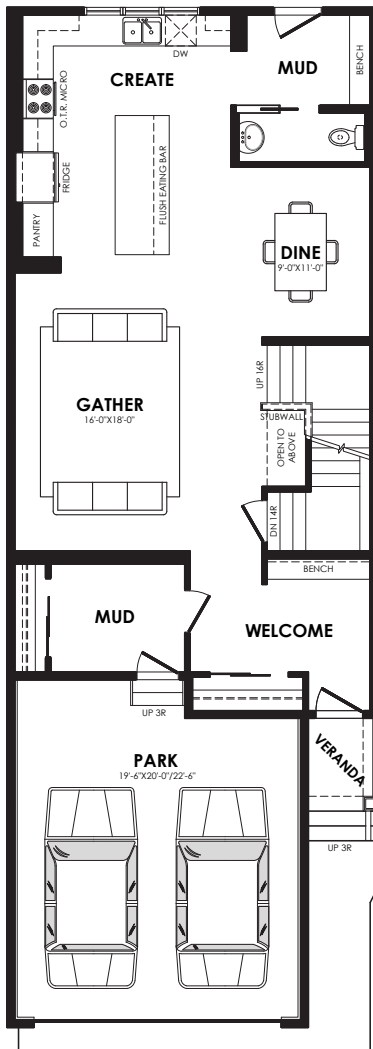 DW
CREATE
MUD
BENCH
O.T.R. MICRO
FRIDGE
PANTRY
FLUSH EATING BAR
DINE
9'-0"X11'-0"
GATHER
16'-0"X18'-0"
UP 16R
STUBWALL
OPEN TO
ABOVE
DN 14R
BENCH
MUD
WELCOME
UP 3R
VERANDA
PARK
19'-6"X20'-0"/22'-6"
UP 3R